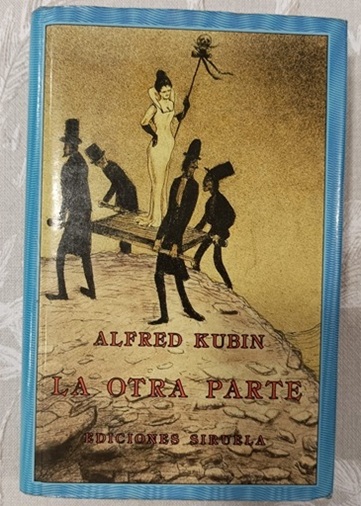 ALFRED KUBIN
LA OTRA PARTE
EDICIONES SIRUELA